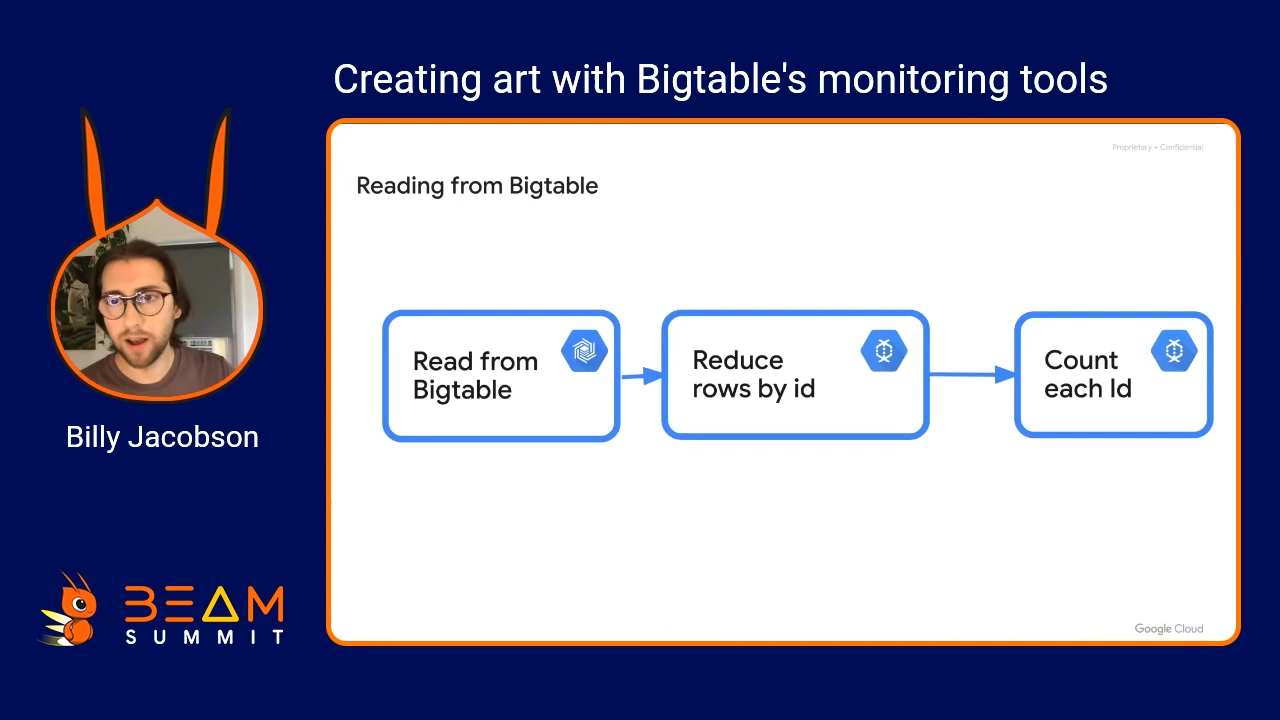 Creating art with Bigtable's monitoring tools
Proprietary + Confidential
Reading from Bigtable
Read from
Bigtable
Reduce
rows by id
Count
each Id
Billy Jacobson
BEAM
SUMMIT
Google Cloud